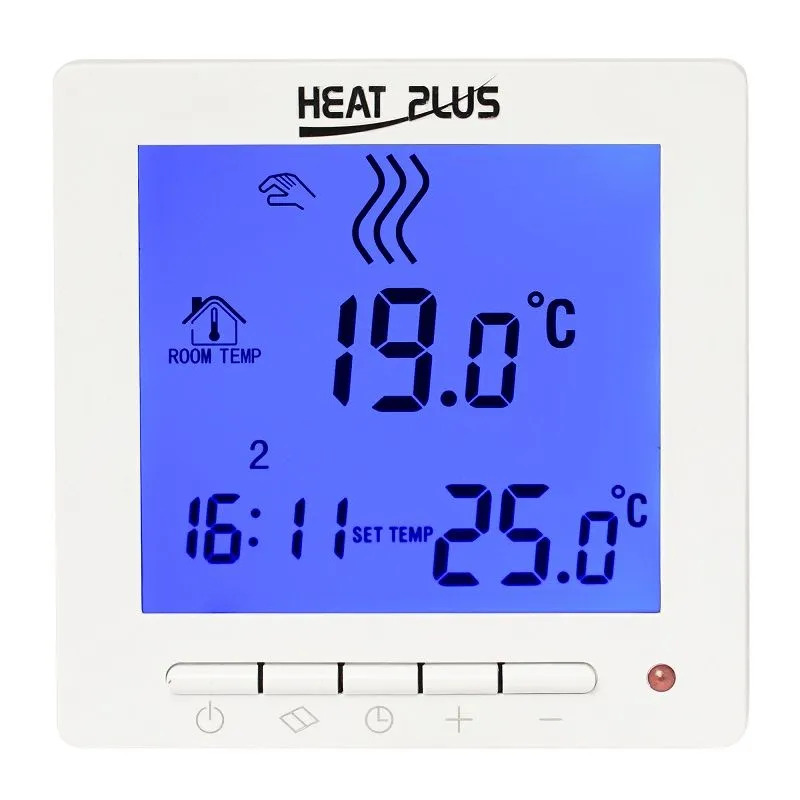 HEAT PLUS
19.0 °C
ROOM TEMP
2
16:11 SET TEMP 25.0 °C